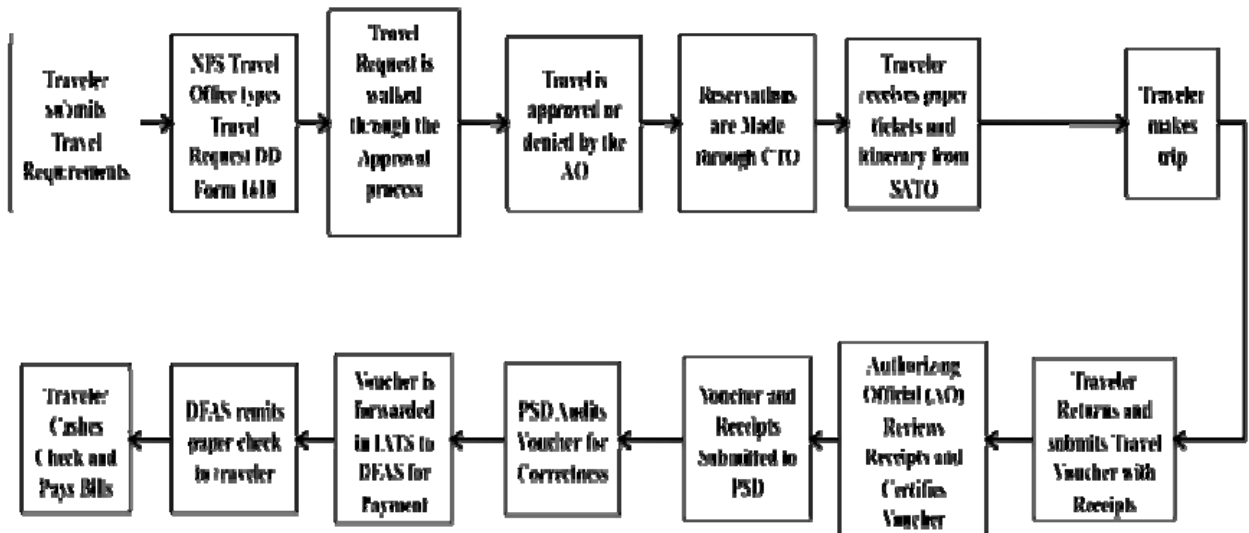 Traveler
submits
Travel
Requirements
NPS Travel
Office types
Travel
Request DD
Form 1610
Travel
Request is
walked
through the
Approval
process
Travel is
approved or
denied by the
AO
Reservations
are Made
through CTO
Traveler
receives paper
tickets and
itinerary from
SATO
Traveler
makes
trip
Traveler
Returns and
submits Travel
Voucher with
Receipts
Authorizing
Official (AO)
Reviews
Receipts and
Certifies
Voucher
Voucher and
Receipts
Submitted to
PSD
PSD Audits
Voucher for
Correctness
Voucher is
forwarded
in IATS to
DFAS for
Payment
DFAS remits
paper check
to traveler
Traveler
Cashes
Check and
Pays Bills